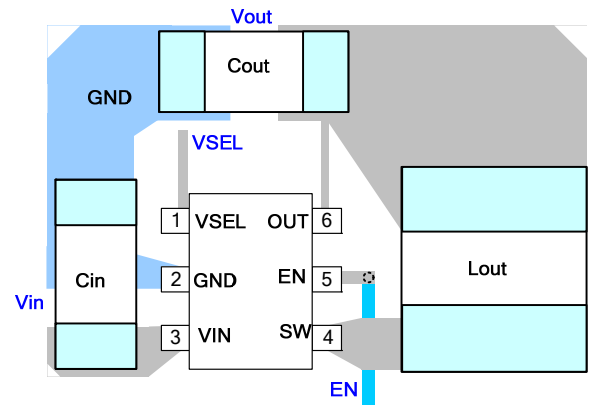 Vout
Cout
GND
VSEL
1 VSEL OUT 6
Cin 2 GND EN 5 Lout
Vin
3 VIN SW 4
EN